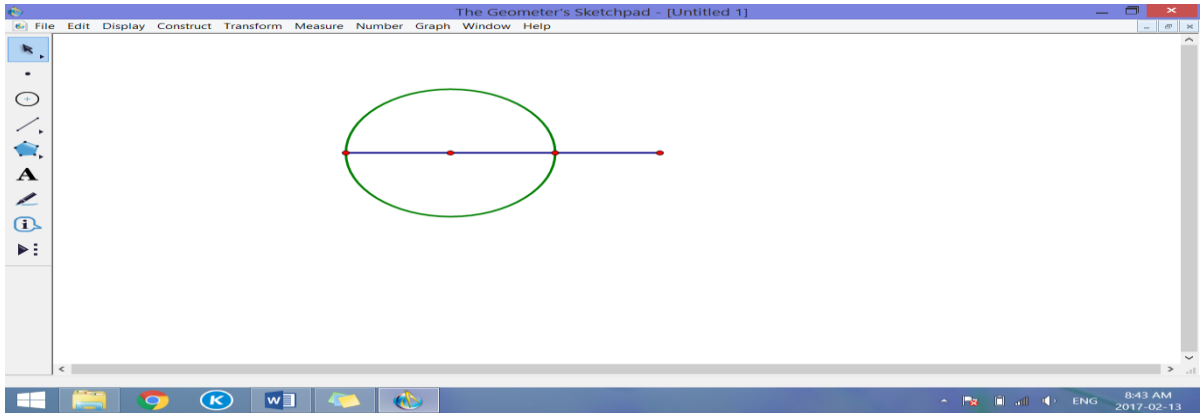 The Geometer's Sketchpad - [Untitled 1]
File Edit Display Construct Transform Measure Number Graph Window Help
A
i
K
W
ENG
8:43 AM
2017-02-13